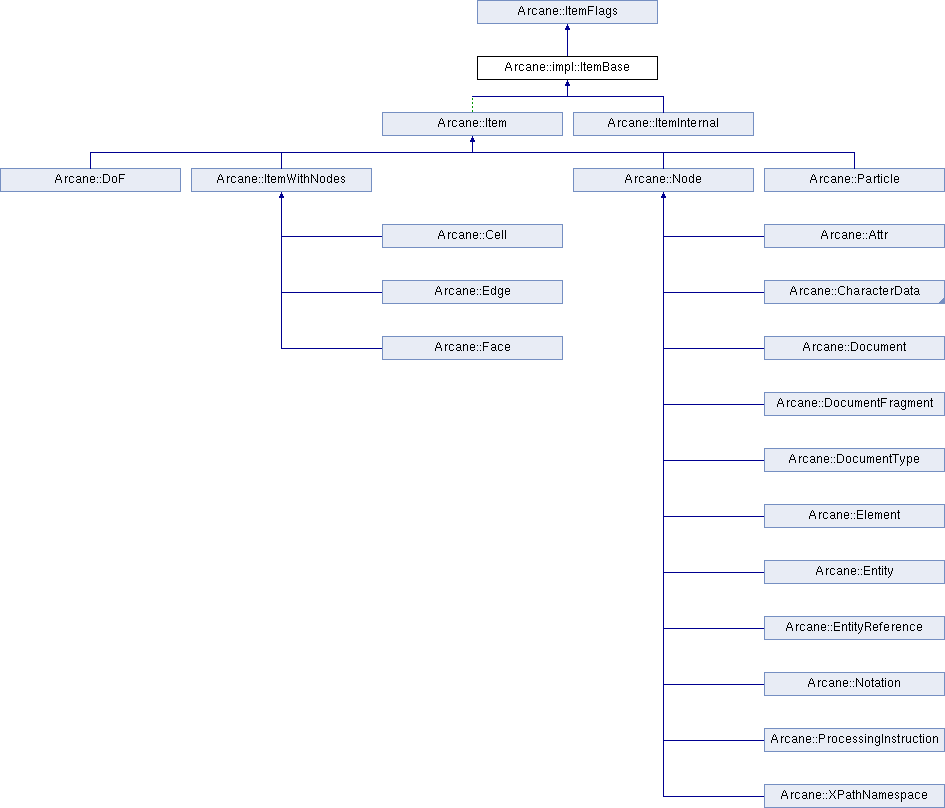 Arcane::ItemFlags
Arcane::impl::ItemBase
Arcane::Item
Arcane::ItemInternal
Arcane::DoF
Arcane::ItemWithNodes
Arcane::Node
Arcane::Particle
Arcane::Cell
Arcane::Attr
Arcane::Edge
Arcane::CharacterData
Arcane::Face
Arcane::Document
Arcane::DocumentFragment
Arcane::DocumentType
Arcane::Element
Arcane::Entity
Arcane::EntityReference
Arcane::Notation
Arcane::ProcessingInstruction
Arcane::XPathNamespace